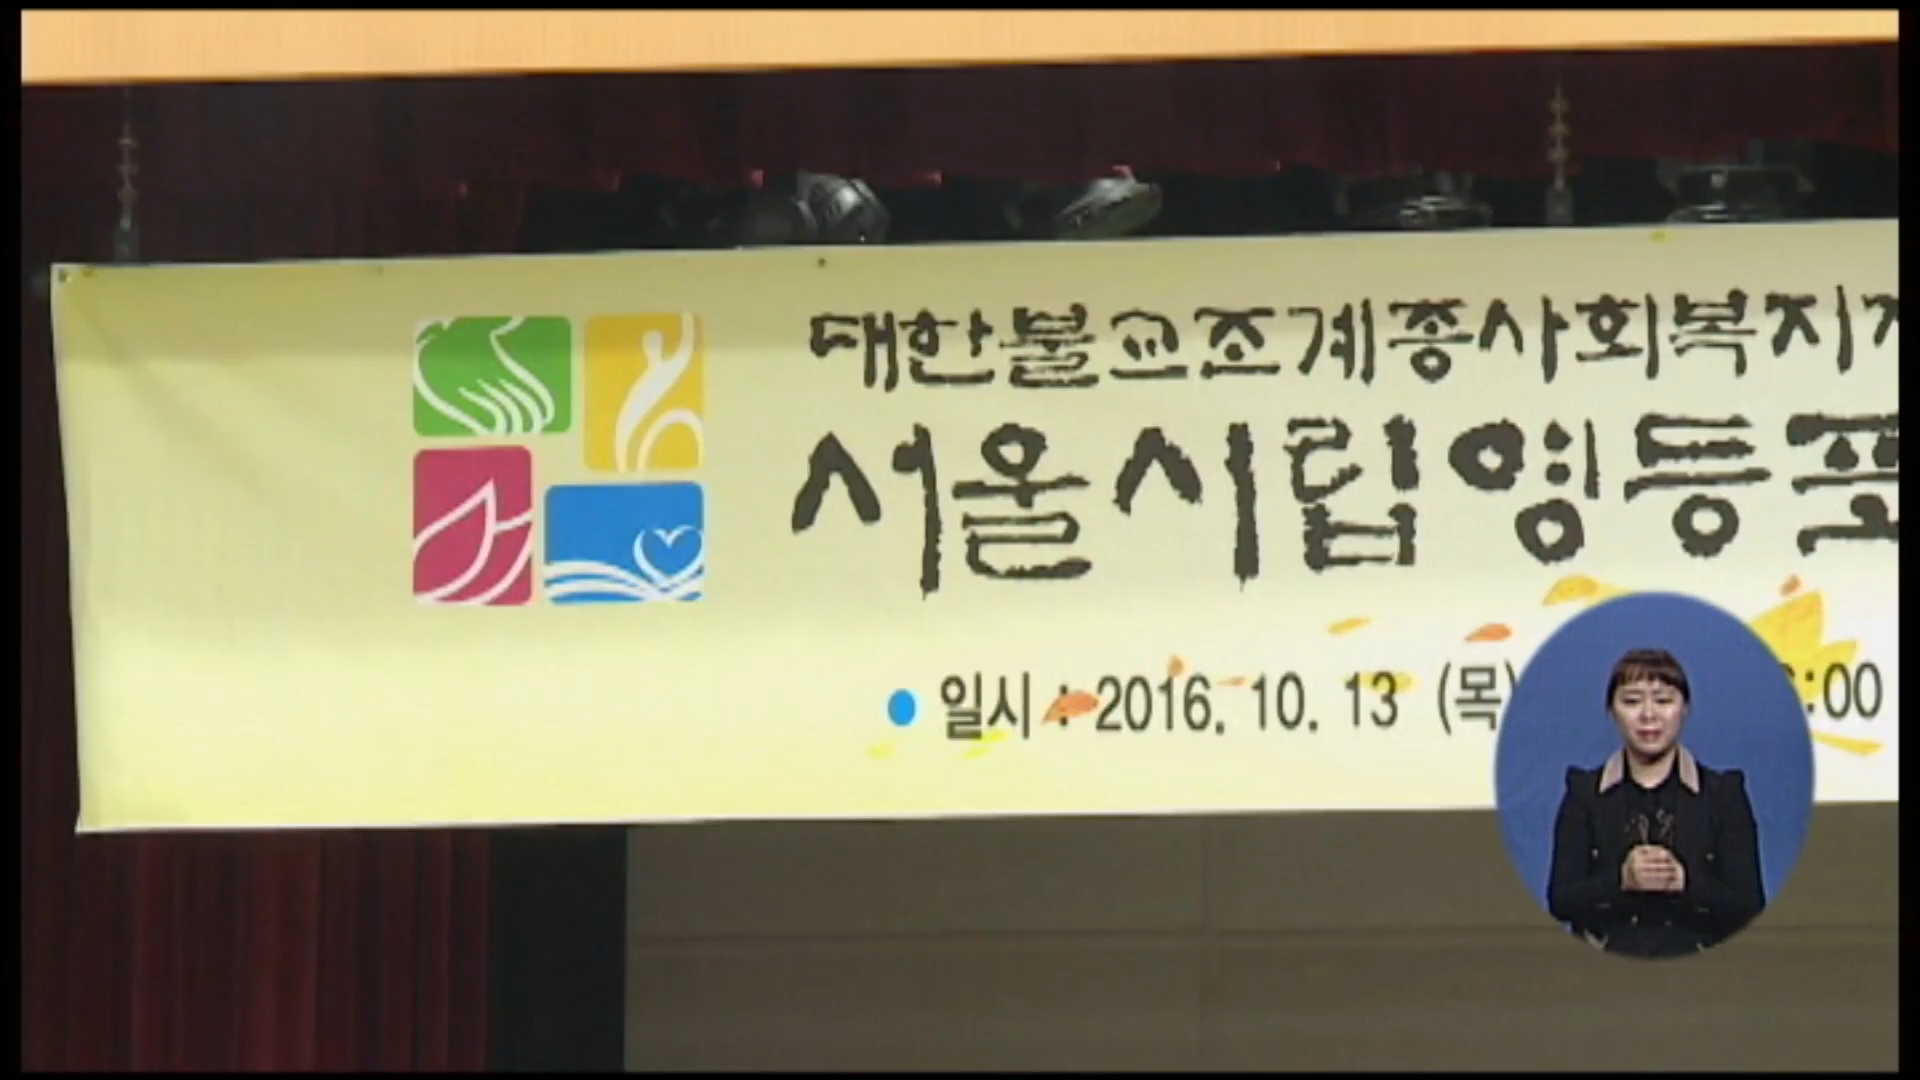 대한불교조계종사회복지
서울시립영등포
일시 : 2016. 10. 13 (목) :00